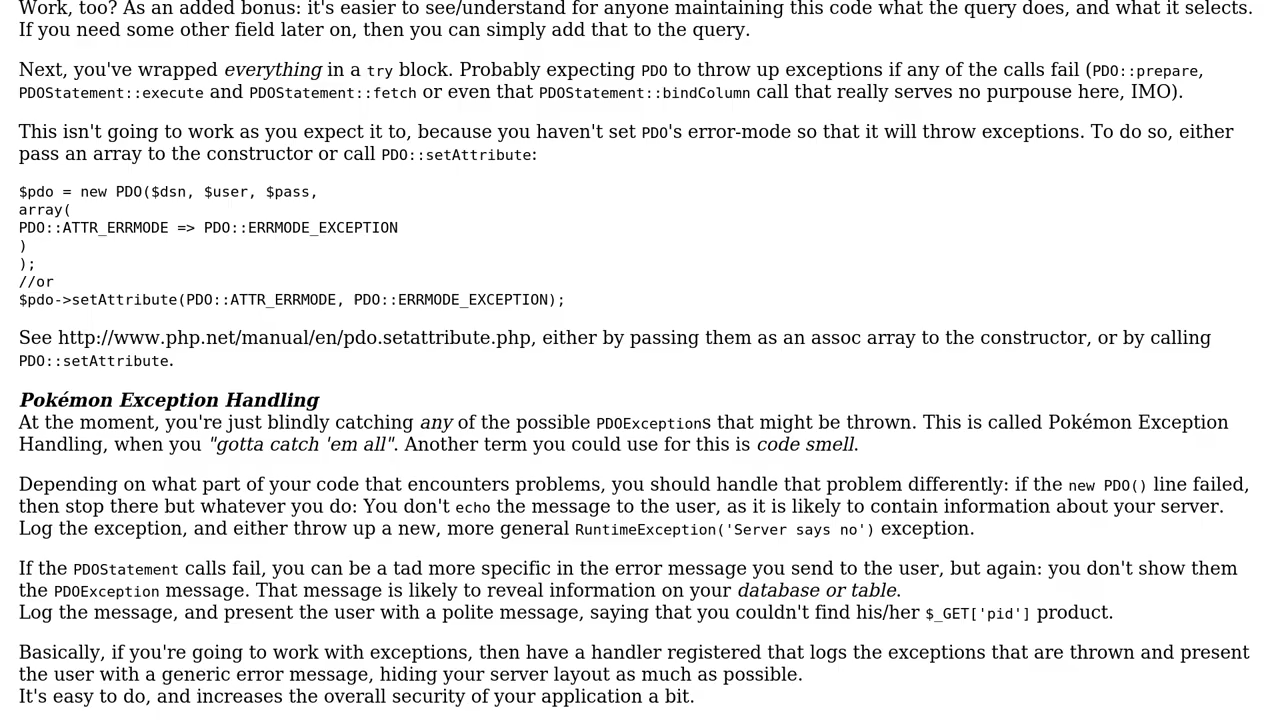 Work, too? As an added bonus: it's easier to see/understand for anyone maintaining this code what the query does, and what it selects.
If you need some other field later on, then you can simply add that to the query.
Next, you've wrapped everything in a try block. Probably expecting PDO to throw up exceptions if any of the calls fail (PDO::prepare,
PDOStatement::execute and PDOStatement::fetch or even that PDOStatement::bindColumn call that really serves no purpouse here, IMO).
This isn't going to work as you expect it to, because you haven't set PDO's error-mode so that it will throw exceptions. To do so, either
pass an array to the constructor or call PDO::setAttribute:
$pdo = new PDO($dsn, $user, $pass,
array(
PDO::ATTR_ERRMODE => PDO::ERRMODE_EXCEPTION
)
);
//or
$pdo->setAttribute(PDO::ATTR_ERRMODE, PDO::ERRMODE_EXCEPTION);
See http://www.php.net/manual/en/pdo.setattribute.php, either by passing them as an assoc array to the constructor, or by calling
PDO::setAttribute.
Pokémon Exception Handling
At the moment, you're just blindly catching any of the possible PDOExceptions that might be thrown. This is called Pokémon Exception
Handling, when you "gotta catch 'em all". Another term you could use for this is code smell.
Depending on what part of your code that encounters problems, you should handle that problem differently: if the new PDO() line failed,
then stop there but whatever you do: You don't echo the message to the user, as it is likely to contain information about your server.
Log the exception, and either throw up a new, more general RuntimeException('Server says no') exception.
If the PDOStatement calls fail, you can be a tad more specific in the error message you send to the user, but again: you don't show them
the PDOException message. That message is likely to reveal information on your database or table.
Log the message, and present the user with a polite message, saying that you couldn't find his/her $_GET['pid'] product.
Basically, if you're going to work with exceptions, then have a handler registered that logs the exceptions that are thrown and present
the user with a generic error message, hiding your server layout as much as possible.
It's easy to do, and increases the overall security of your application a bit.